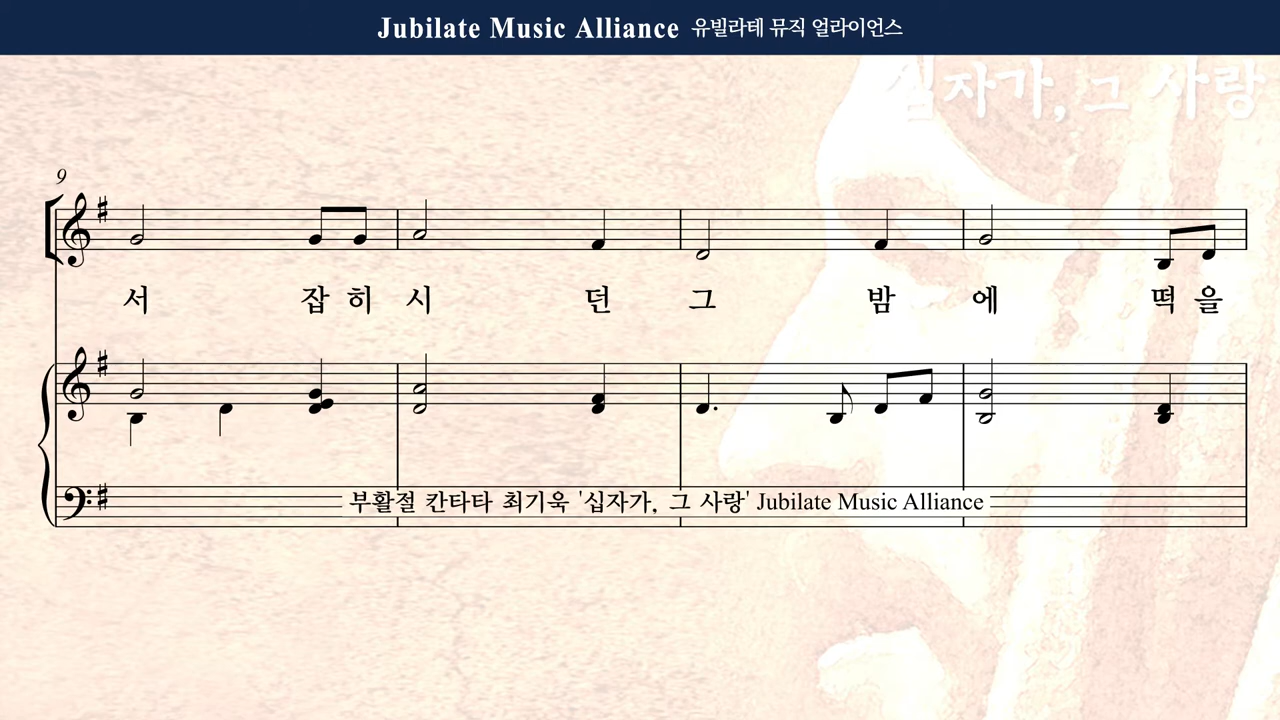 Jubilate Music Alliance 유빌라테 뮤직 얼라이언스
십자가, 그 사랑
9
서 잡 히 시 던 그 밤 에 떡 을
부활절 칸타타 최기욱 '십자가, 그 사랑' Jubilate Music Alliance